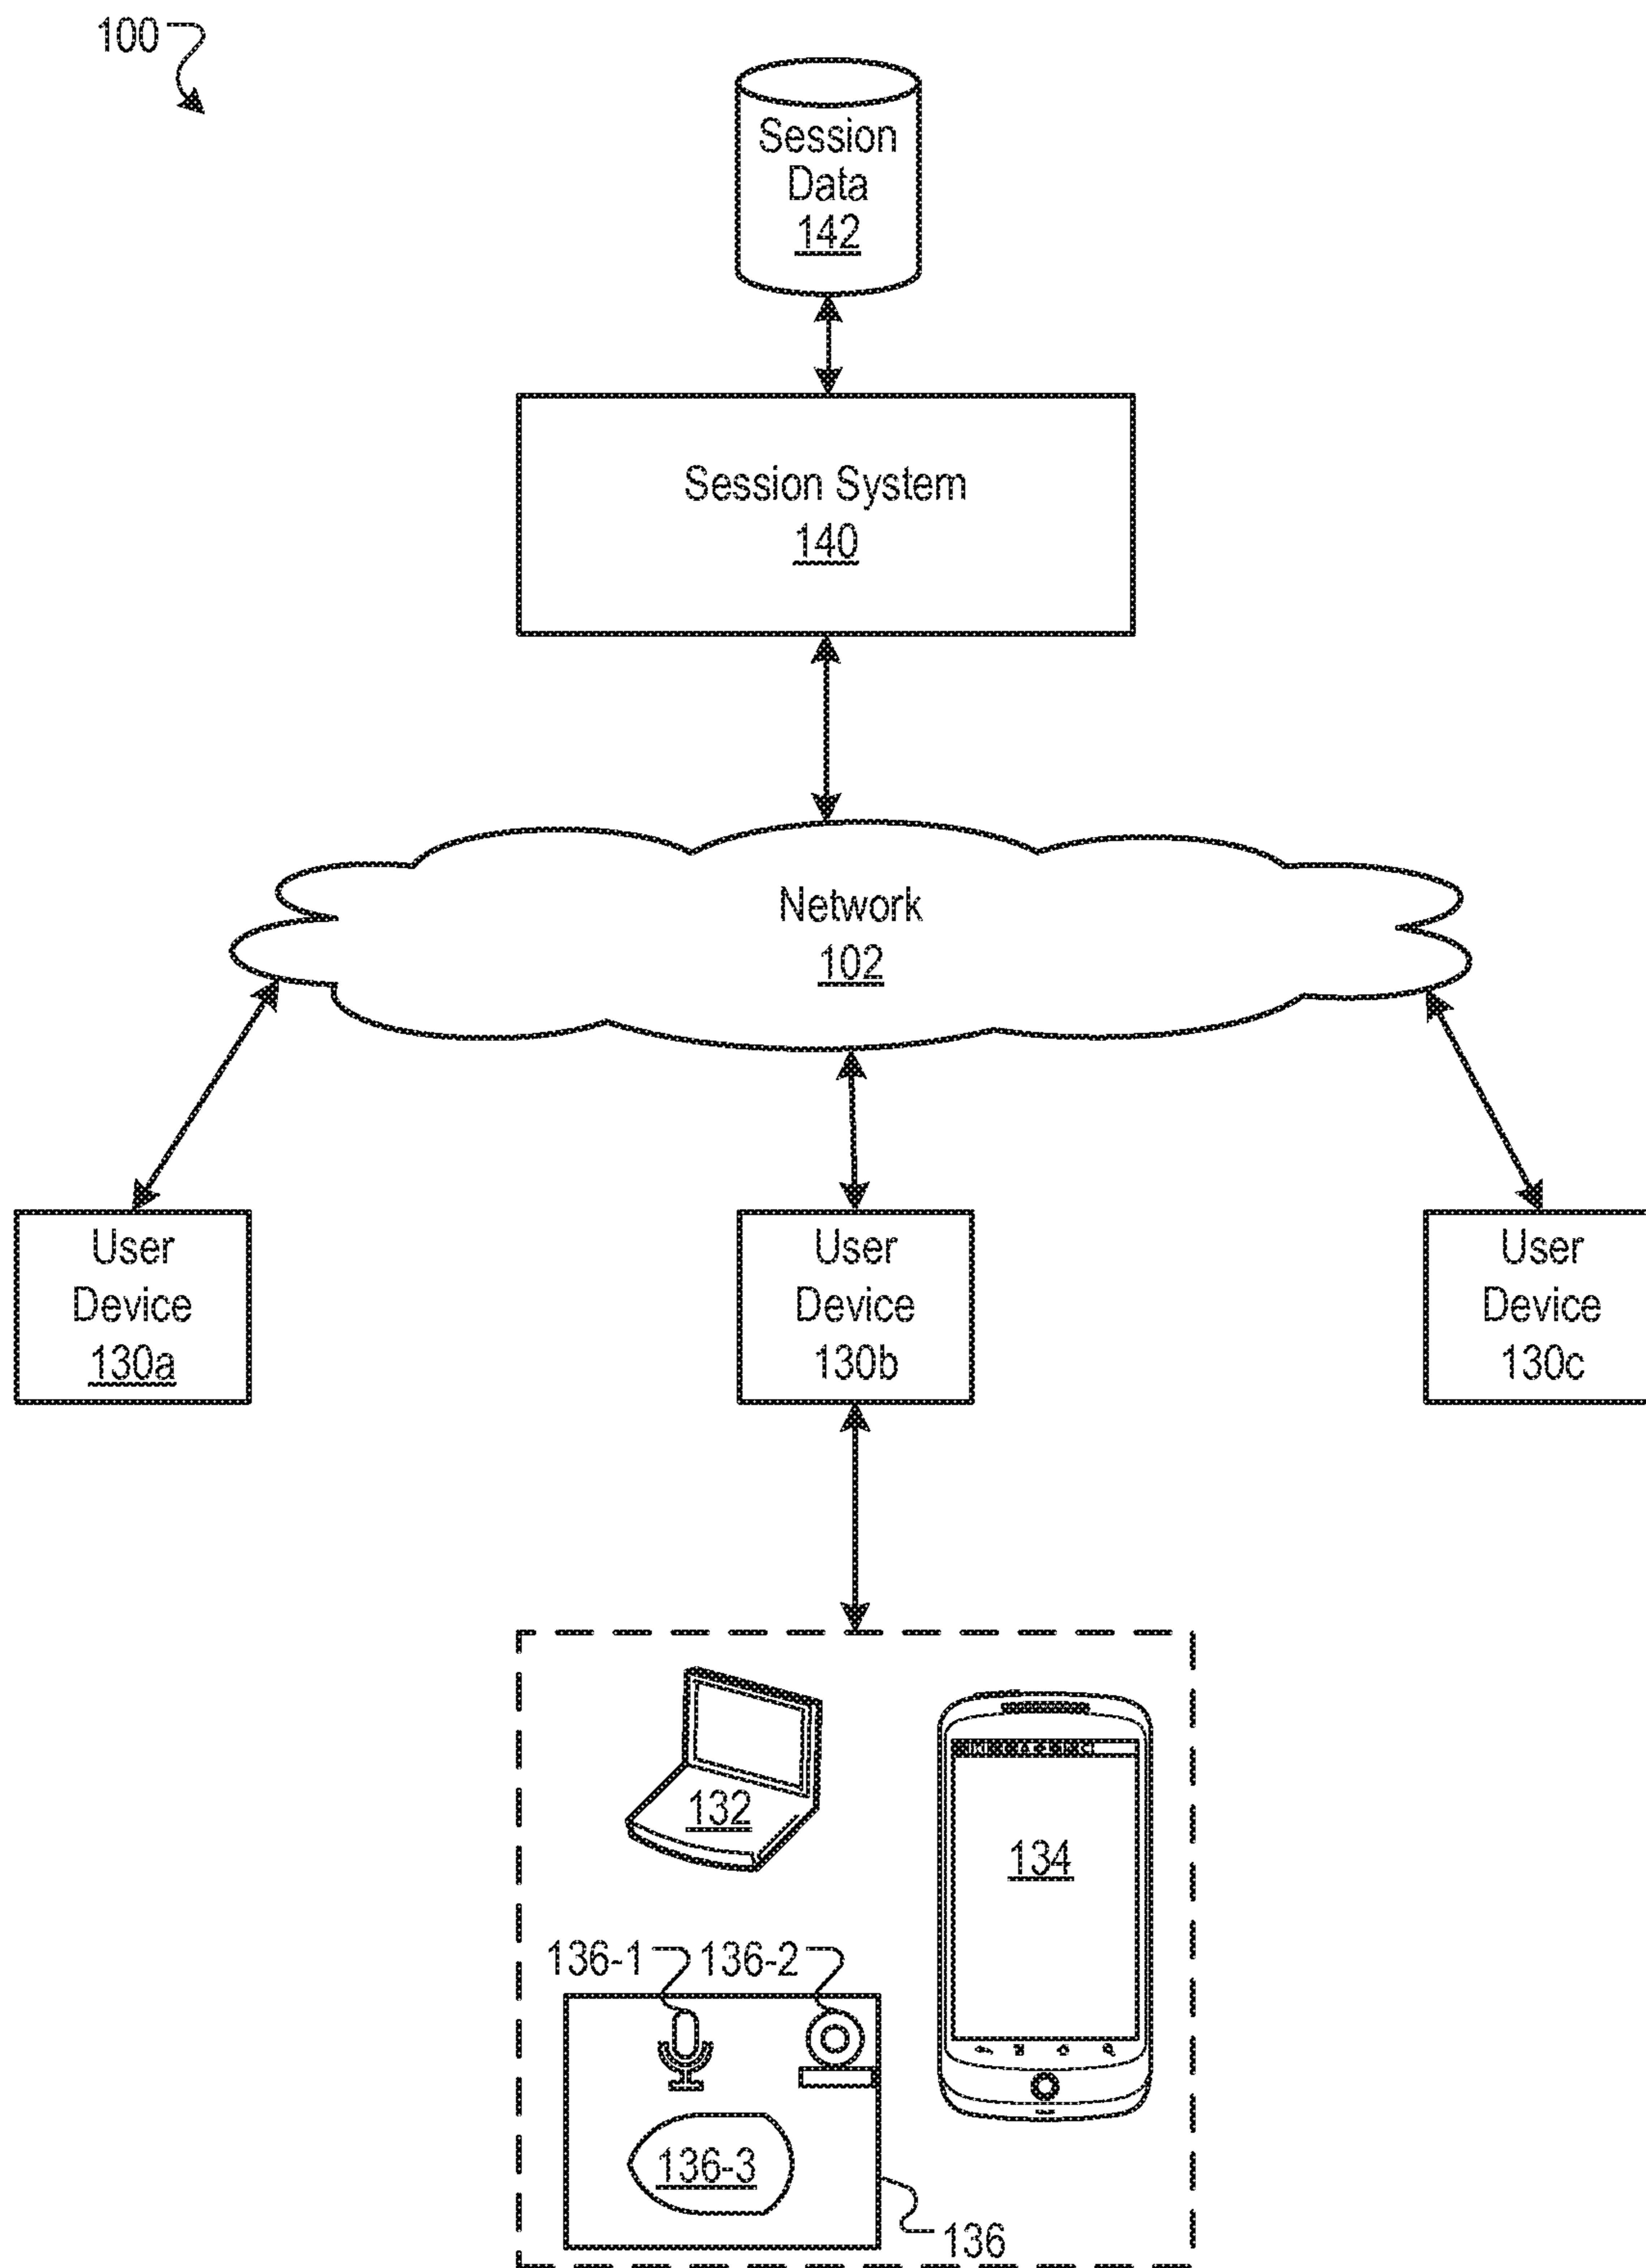 100
Session
Data
142
Session System
140
Network
102
User
Device
130a
User
Device
130b
User
Device
130c
132
134
136-1
136-2
136-3
136